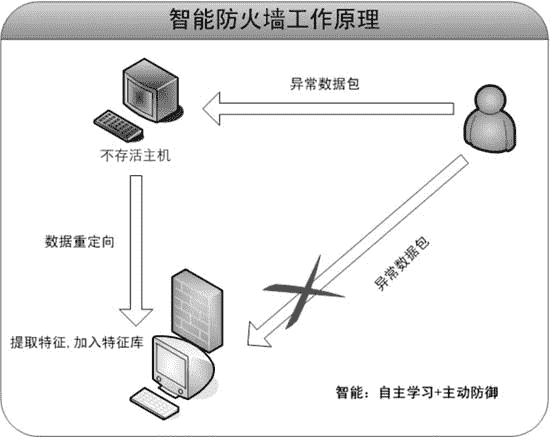 智能防火墙工作原理
异常数据包
不存活主机
数据重定向
异常数据包
提取特征,加入特征库
智能：自主学习+主动防御